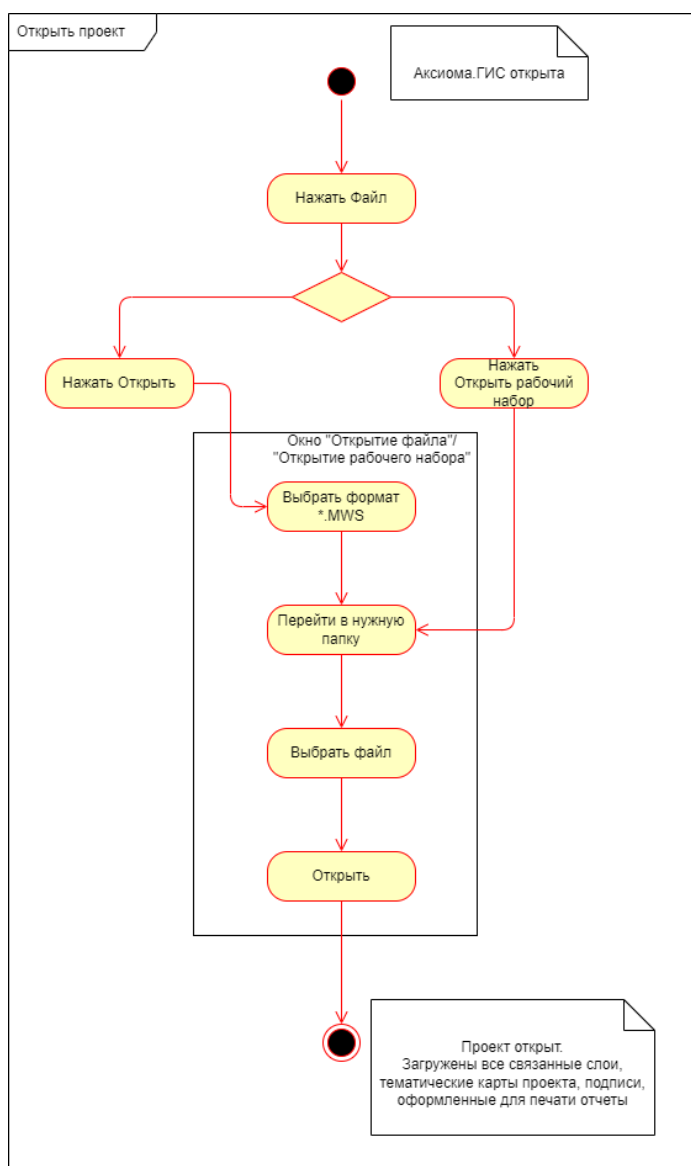 Открыть проект
Аксиома.ГИС открыта
Нажать Файл
Нажать Открыть
Нажать
Открыть рабочий
набор
Окно "Открытие файла"/
"Открытие рабочего набора"
Выбрать формат
*.MWS
Перейти в нужную
папку
Выбрать файл
Открыть
Проект открыт.
Загружены все связанные слои,
тематические карты проекта, подписи,
оформленные для печати отчеты